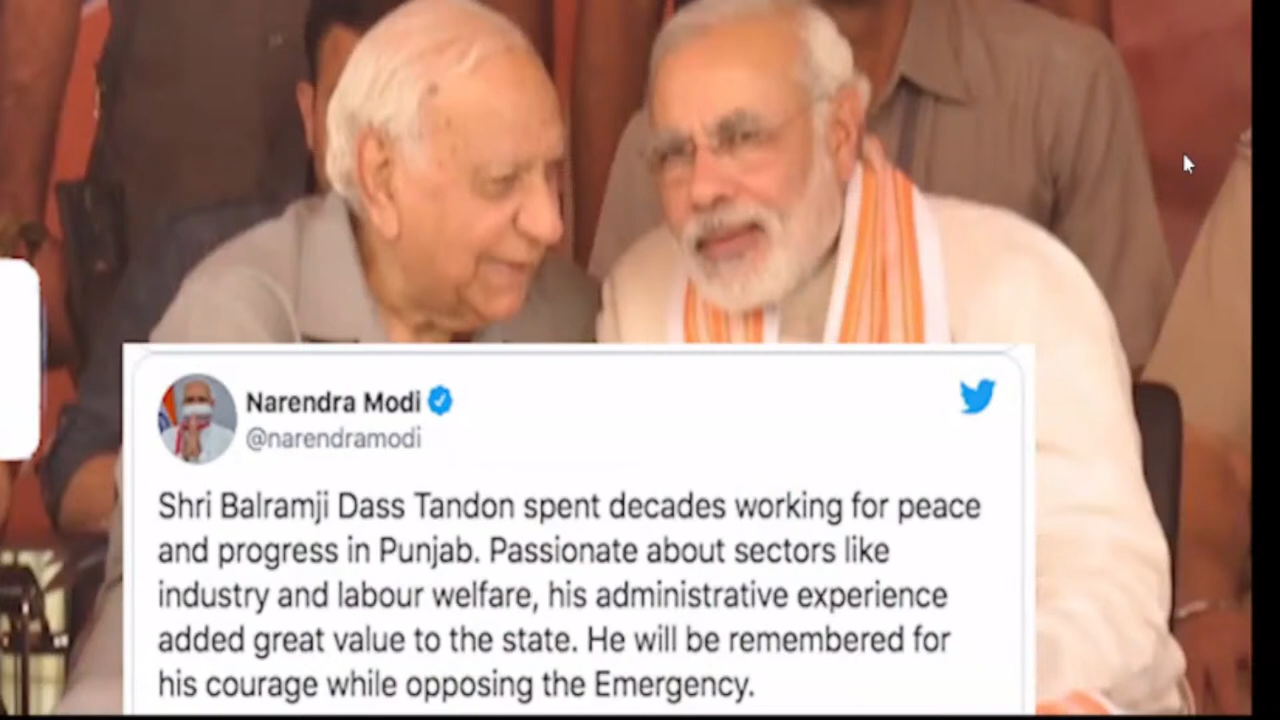 Narendra Modi
@narendramodi
Shri Balramji Dass Tandon spent decades working for peace
and progress in Punjab. Passionate about sectors like
industry and labour welfare, his administrative experience
added great value to the state. He will be remembered for
his courage while opposing the Emergency.